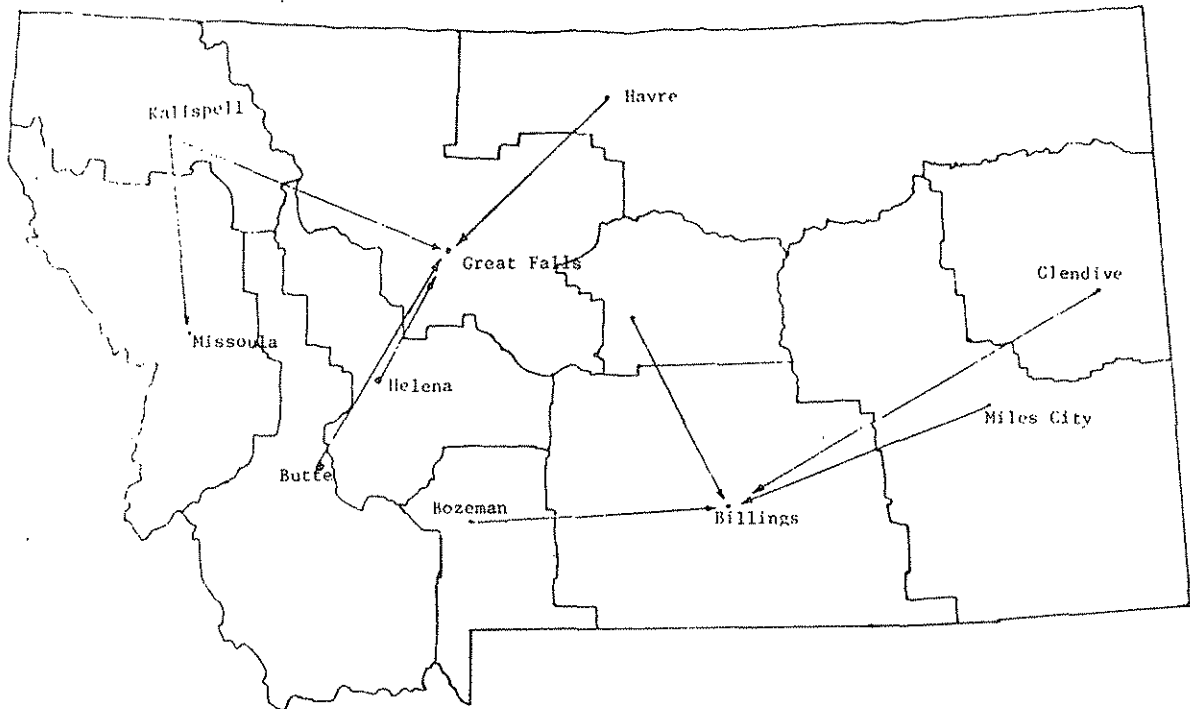 Havre
Kalispell
Great Falls
Glendive
Missoula
Helena
Miles City
Butte
Bozeman
Billings